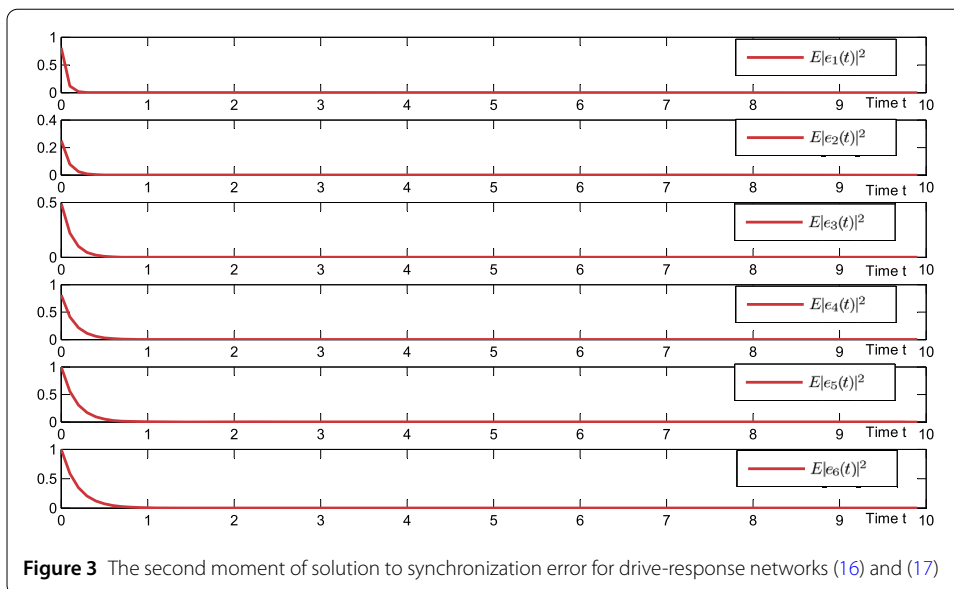 1
0.5
0
0 1 2 3 4 5 6 7 8 9 10
Time t
E|e₁(t)|²
0.4
0.2
0
0 1 2 3 4 5 6 7 8 9 10
Time t
E|e₂(t)|²
0.5
0
0 1 2 3 4 5 6 7 8 9 10
Time t
E|e₃(t)|²
1
0.5
0
0 1 2 3 4 5 6 7 8 9 10
Time t
E|e₄(t)|²
1
0.5
0
0 1 2 3 4 5 6 7 8 9 10
Time t
E|e₅(t)|²
1
0.5
0
0 1 2 3 4 5 6 7 8 9 10
Time t
E|e₆(t)|²
Figure 3 The second moment of solution to synchronization error for drive-response networks (16) and (17)